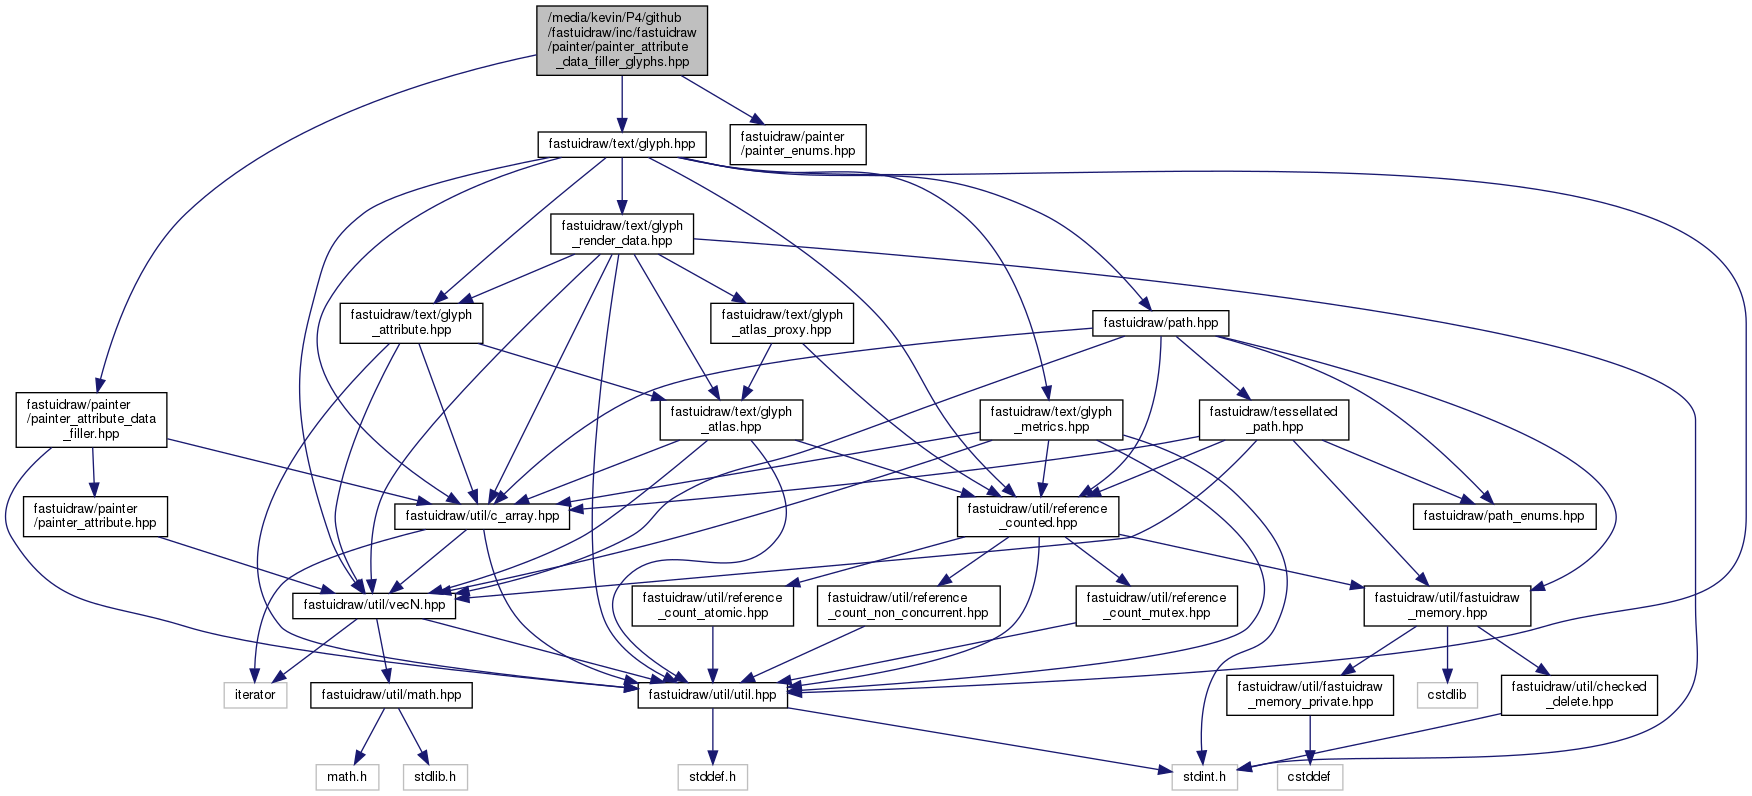 /media/kevin/P4/github
/fastuidraw/inc/fastuidraw
/painter/painter_attribute
_data_filler_glyphs.hpp
fastuidraw/text/glyph.hpp
fastuidraw/painter
/painter_enums.hpp
fastuidraw/text/glyph
_render_data.hpp
fastuidraw/text/glyph
_attribute.hpp
fastuidraw/text/glyph
_atlas_proxy.hpp
fastuidraw/path.hpp
fastuidraw/painter
/painter_attribute_data
_filler.hpp
fastuidraw/text/glyph
_atlas.hpp
fastuidraw/text/glyph
_metrics.hpp
fastuidraw/tessellated
_path.hpp
fastuidraw/painter
/painter_attribute.hpp
fastuidraw/util/c_array.hpp
fastuidraw/util/reference
_counted.hpp
fastuidraw/path_enums.hpp
fastuidraw/util/vecN.hpp
fastuidraw/util/reference
_count_atomic.hpp
fastuidraw/util/reference
_count_non_concurrent.hpp
fastuidraw/util/reference
_count_mutex.hpp
fastuidraw/util/fastuidraw
_memory.hpp
iterator
fastuidraw/util/math.hpp
fastuidraw/util/util.hpp
fastuidraw/util/fastuidraw
_memory_private.hpp
cstdlib
fastuidraw/util/checked
_delete.hpp
math.h
stdlib.h
stddef.h
stdint.h
cstddef